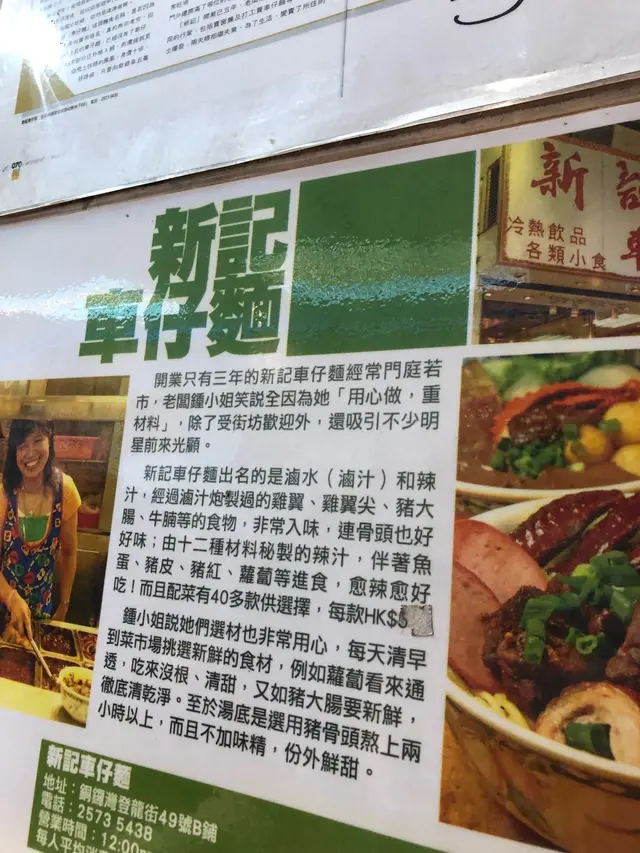 新記
車仔麵
新記
冷熱飲品
各類小食
車
開業只有三年的新記車仔麵經常門庭若
市，老闆鍾小姐笑説全因為她「用心做，重
材料」，除了受街坊歡迎外，還吸引不少明
星前來光顧。
新記車仔麵出名的是滷水（滷汁）和辣
汁，經過滷汁炮製過的雞翼、雞翼尖、豬大
腸、牛腩等的食物，非常入味，連骨頭也好
好味；由十二種材料秘製的辣汁，伴著魚
蛋、豬皮、豬紅、蘿蔔等進食，愈辣愈好
吃！而且配菜有40多款供選擇，每款HK$
鍾小姐説她們選材也非常用心，每天清早
到菜市場挑選新鮮的食材，例如蘿蔔看來通
透，吃來沒根、清甜，又如豬大腸要新鮮，
徹底清乾淨。至於湯底是選用豬骨頭熬上兩
小時以上，而且不加味精，份外鮮甜。
新記車仔麵
地址：銅鑼灣登龍街49號B舖
電話：2573 5438
營業時間：12:00
每人平均消